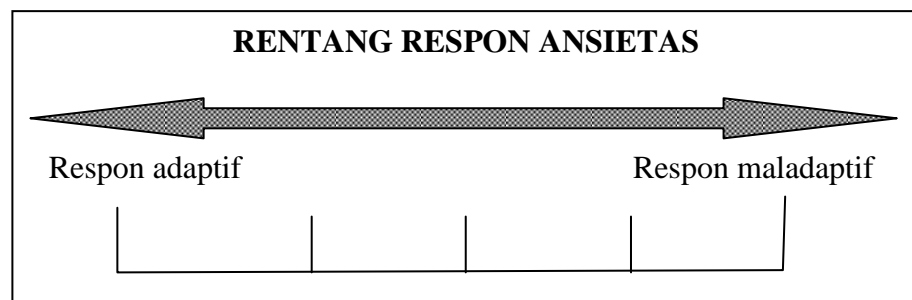 RENTANG RESPON ANSIETAS
Respon adaptif Respon maladaptif